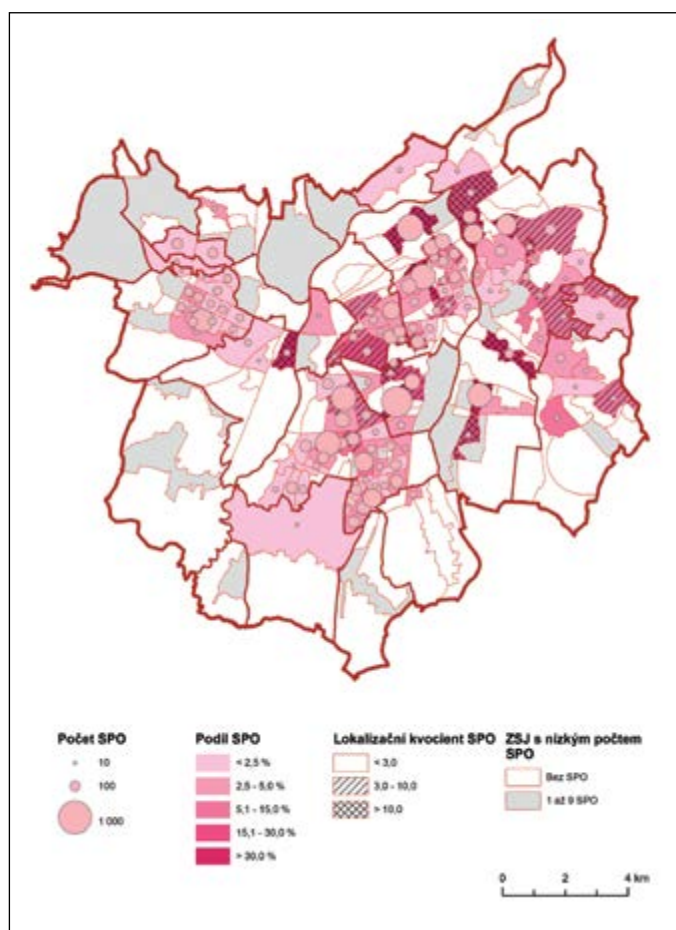 Počet SPO
10
100
1 000
Podíl SPO
< 2,5 %
2,5 - 5,0 %
5,1 - 15,0 %
15,1 - 30,0 %
> 30,0 %
Lokalizační kvocient SPO
< 3,0
3,0 - 10,0
> 10,0
ZSJ s nízkým počtem
SPO
Bez SPO
1 až 9 SPO
0 2 4 km